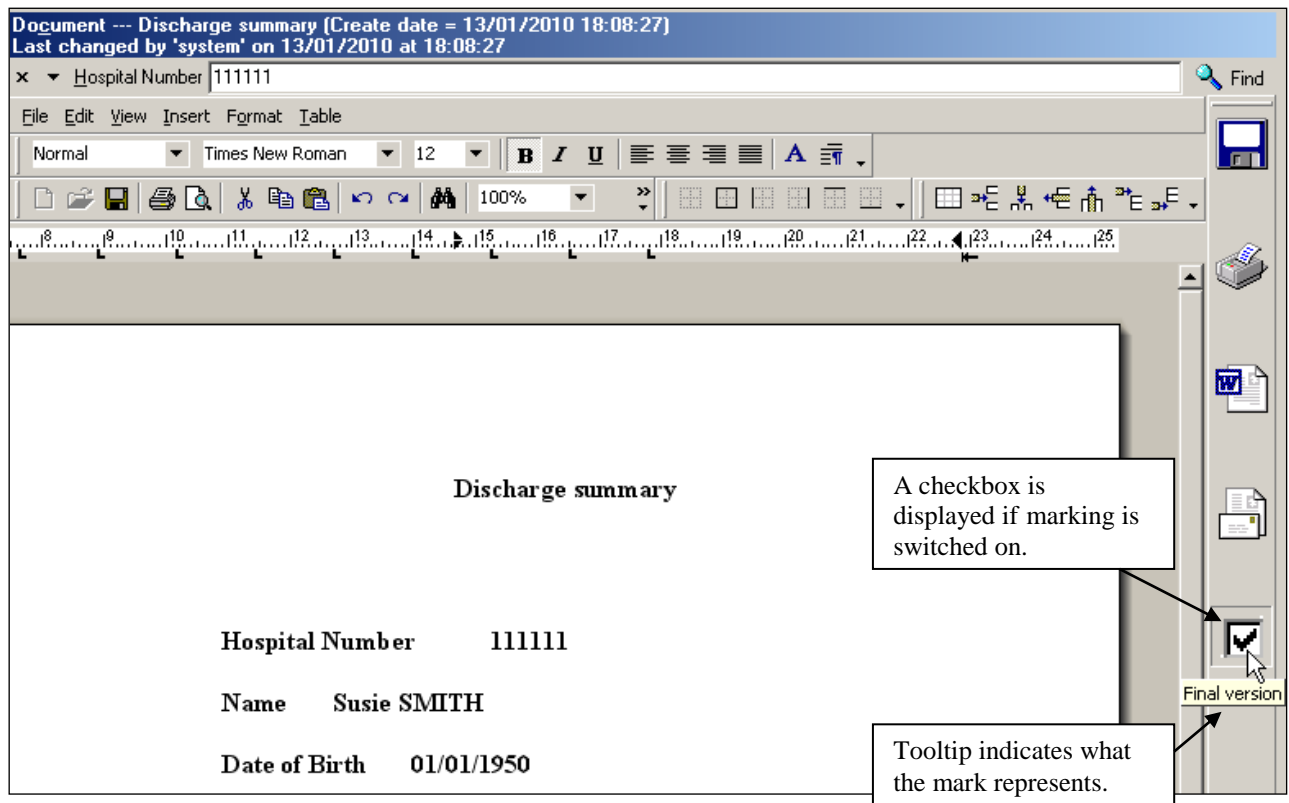 Document --- Discharge summary (Create date = 13/01/2010 18:08:27)
Last changed by 'system' on 13/01/2010 at 18:08:27
Hospital Number 111111 Find
File Edit View Insert Format Table
Normal Times New Roman 12 B I U A
100%
8 9 10 11 12 13 14 15 16 17 18 19 20 21 22 23 24 25
Discharge summary
A checkbox is
displayed if marking is
switched on.
Hospital Number 111111
Name Susie SMITH
Final version
Date of Birth 01/01/1950
Tooltip indicates what
the mark represents.